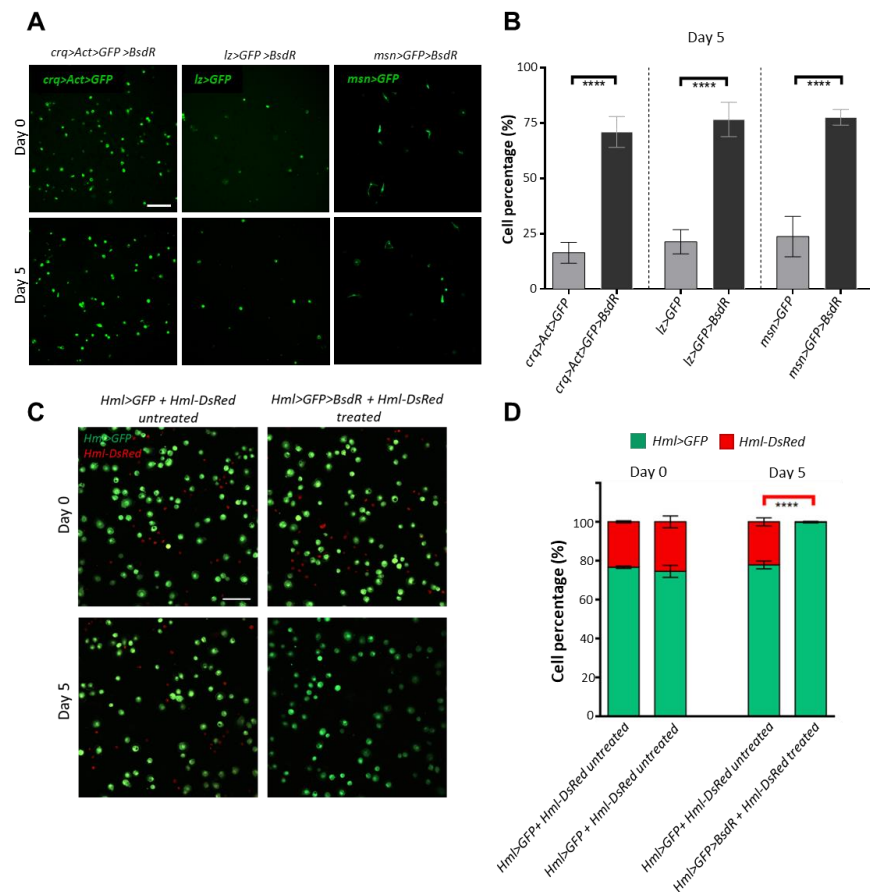 A
crq>Act>GFP >BsdR
lz>GFP >BsdR
msn>GFP>BsdR
crq>Act>GFP
lz>GFP
msn>GFP
Day 0
Day 5
B
Day 5
Cell percentage (%)
100
75
50
25
0
****
****
****
crq>Act>GFP
crq>Act>GFP>BsdR
lz>GFP
lz>GFP>BsdR
msn>GFP
msn>GFP>BsdR
C
Hml>GFP + Hml-DsRed
untreated
Hml>GFP>BsdR + Hml-DsRed
treated
Hml>GFP
Hml-DsRed
Day 0
Day 5
D
Hml>GFP
Hml-DsRed
Day 0
Day 5
****
Cell percentage (%)
100
80
60
40
20
0
Hml>GFP+ Hml-DsRed untreated
Hml>GFP + Hml-DsRed untreated
Hml>GFP+ Hml-DsRed untreated
Hml>GFP>BsdR + Hml-DsRed treated